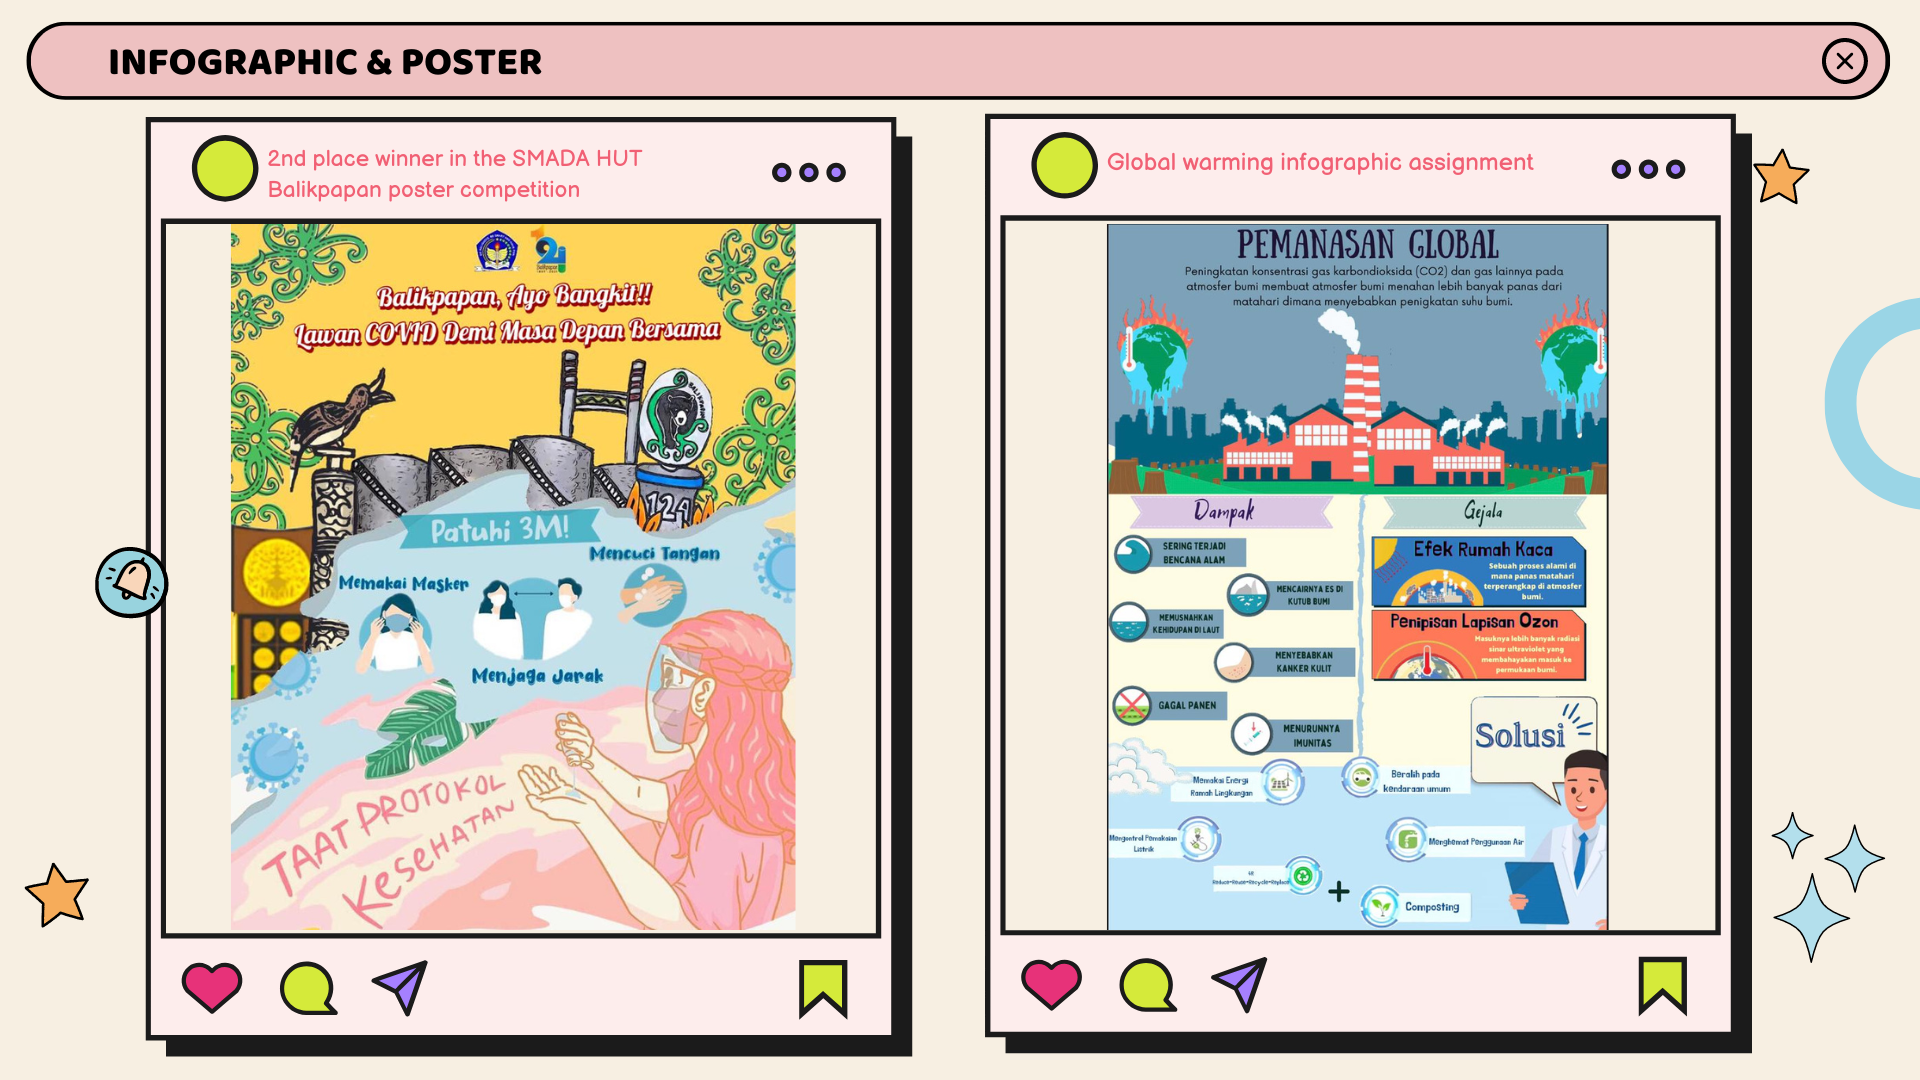 INFOGRAPHIC & POSTER
2nd place winner in the SMADA HUT
Balikpapan poster competition
Balikpapan, Ayo Bangkit!!
Lawan COVID Demi Masa Depan Bersama
BALIKPAPAN
124
Patuhi 3M!
Mencuci Tangan
Memakai Masker
Menjaga Jarak
TAAT PROTOKOL
KESEHATAN
Global warming infographic assignment
PEMANASAN GLOBAL
Peningkatan konsentrasi gas karbondioksida (CO2) dan gas lainnya pada
atmosfer bumi membuat atmosfer bumi menahan lebih banyak panas dari
matahari dimana menyebabkan penigkatan suhu bumi.
Dampak
SERING TERJADI
BENCANA ALAM
MENCAIRNYA ES DI
KUTUB BUMI
MEMUSNAHKAN
KEHIDUPAN DI LAUT
MENYEBABKAN
KANKER KULIT
GAGAL PANEN
MENURUNNYA
IMUNITAS
Gejala
Efek Rumah Kaca
Sebuah proses alami di
mana panas matahari
terperangkap di atmosfer
bumi.
Penipisan Lapisan Ozon
Masuknya lebih banyak radiasi
sinar ultraviolet yang
membahayakan masuk ke
permukaan bumi.
Solusi
Memakai Energi
Ramah Lingkungan
Beralih pada
kendaraan umum
Mengontrol Pemakaian
Listrik
Menghemat Penggunaan Air
Reduce-Reuse-Recycle-Replace
+
Composting